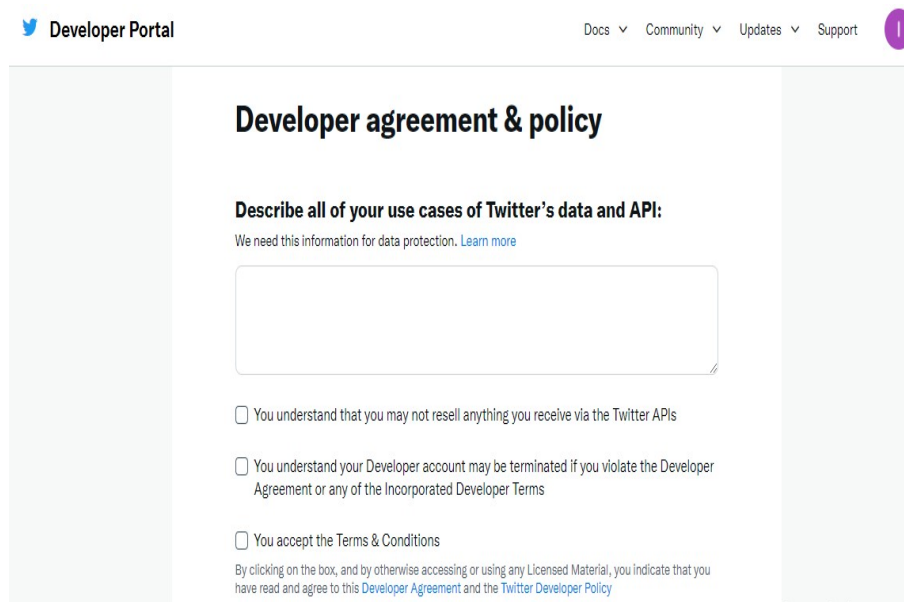 Developer Portal
Docs Community Updates Support I
Developer agreement & policy
Describe all of your use cases of Twitter’s data and API:
We need this information for data protection. Learn more
You understand that you may not resell anything you receive via the Twitter APIs
You understand your Developer account may be terminated if you violate the Developer
Agreement or any of the Incorporated Developer Terms
You accept the Terms & Conditions
By clicking on the box, and by otherwise accessing or using any Licensed Material, you indicate that you
have read and agree to this Developer Agreement and the Twitter Developer Policy